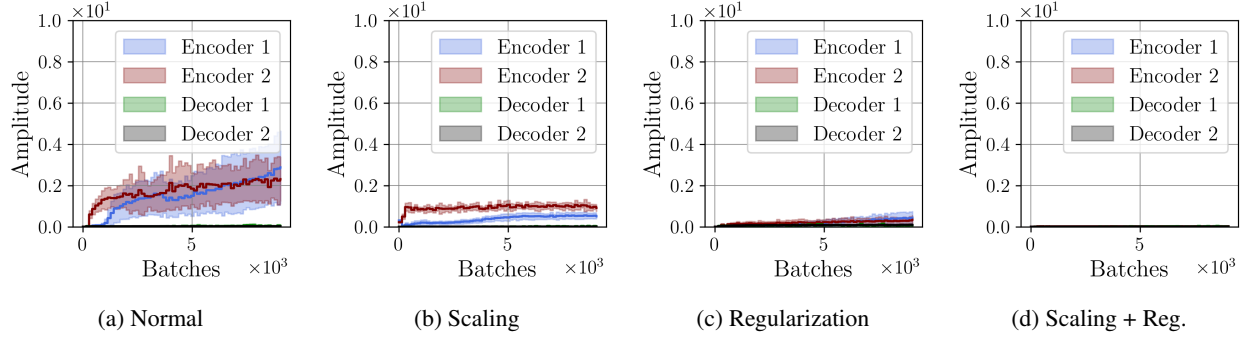 ×10¹
1.0
0.8
0.6
0.4
0.2
0.0
Amplitude
Encoder 1
Encoder 2
Decoder 1
Decoder 2
0
5
Batches
×10³
(a) Normal
×10¹
1.0
0.8
0.6
0.4
0.2
0.0
Amplitude
Encoder 1
Encoder 2
Decoder 1
Decoder 2
0
5
Batches
×10³
(b) Scaling
×10¹
1.0
0.8
0.6
0.4
0.2
0.0
Amplitude
Encoder 1
Encoder 2
Decoder 1
Decoder 2
0
5
Batches
×10³
(c) Regularization
×10¹
1.0
0.8
0.6
0.4
0.2
0.0
Amplitude
Encoder 1
Encoder 2
Decoder 1
Decoder 2
0
5
Batches
×10³
(d) Scaling + Reg.